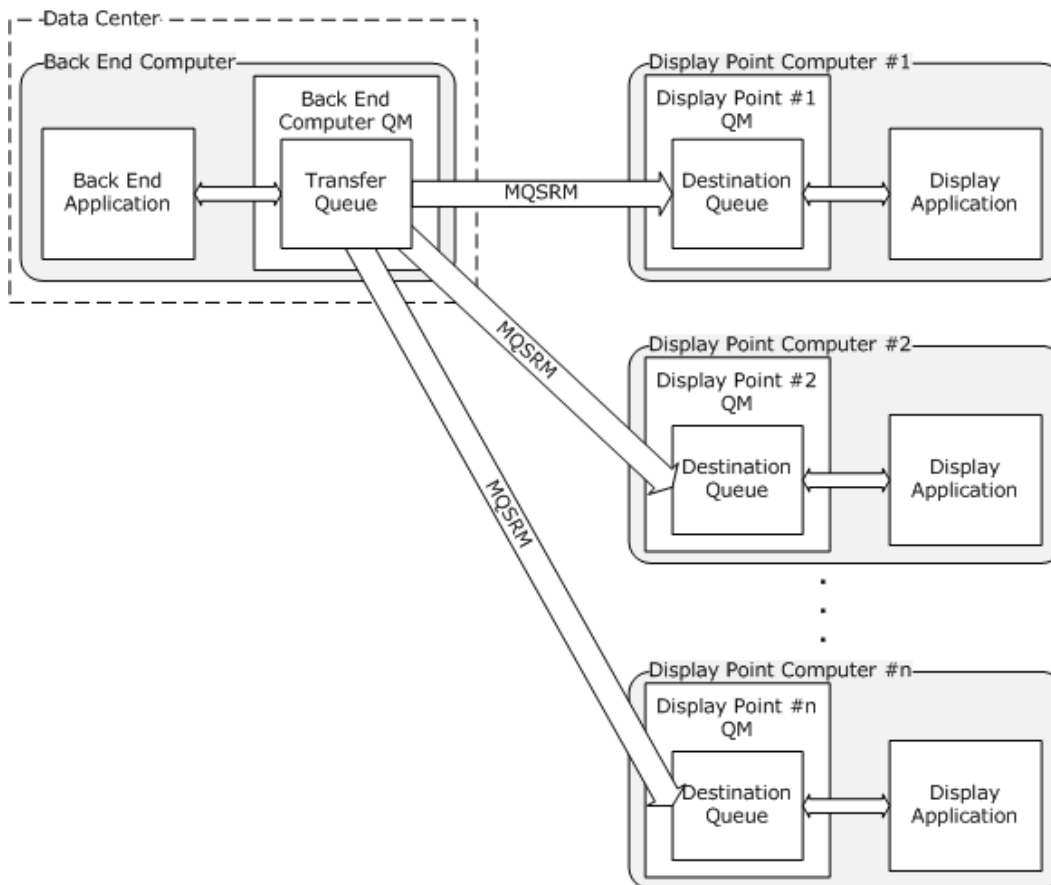 Data Center
Back End Computer
Back End
Computer QM
Back End
Application
Transfer
Queue
MQSRM
Display Point Computer #1
Display Point #1
QM
Destination
Queue
Display
Application
MQSRM
Display Point Computer #2
Display Point #2
QM
Destination
Queue
Display
Application
MQSRM
Display Point Computer #n
Display Point #n
QM
Destination
Queue
Display
Application